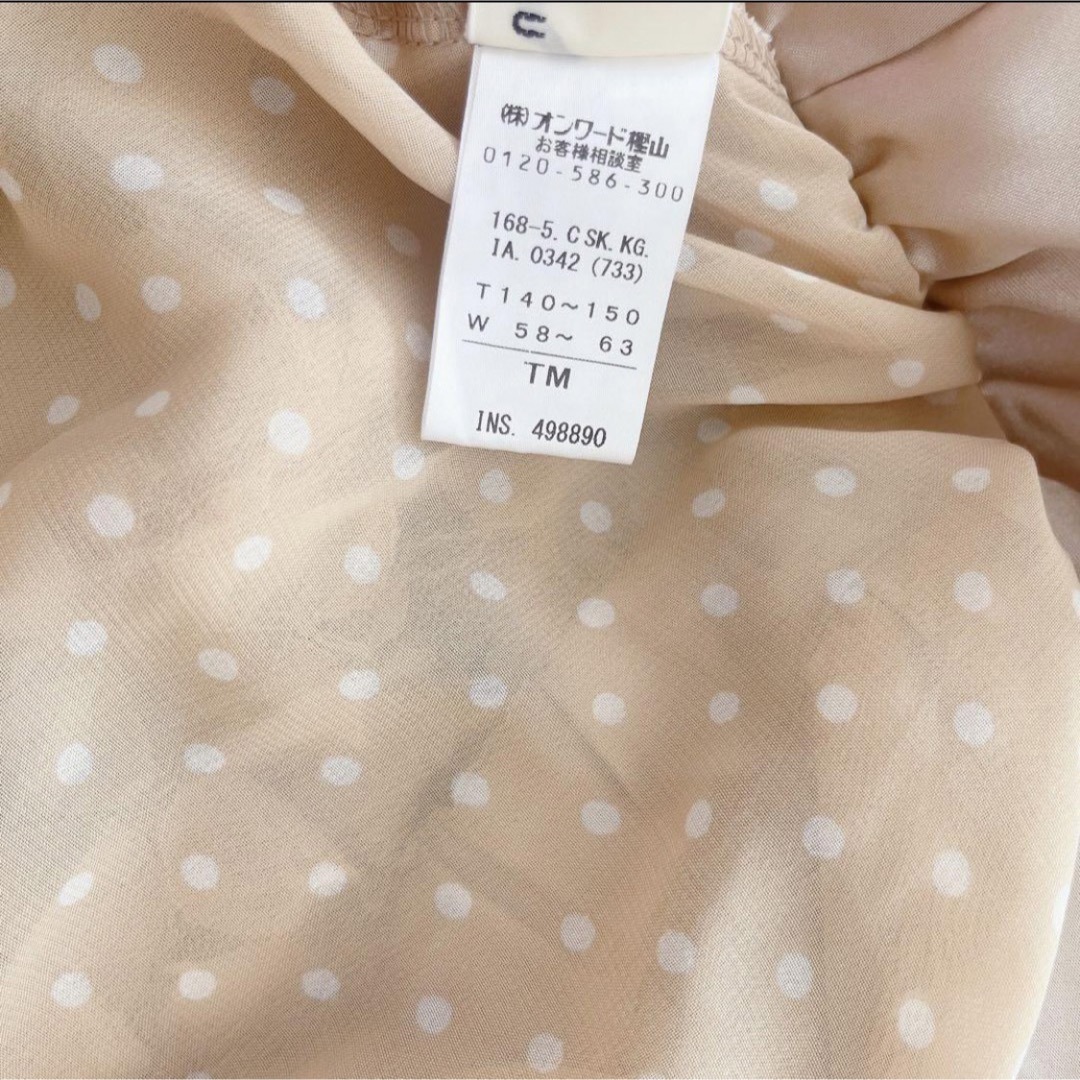 (株)オンワード樫山
お客様相談室
0120-586-300
168-5. C SK. KG.
IA. 0342 (733)
T 140〜150
W 58〜 63
TM
INS. 498890